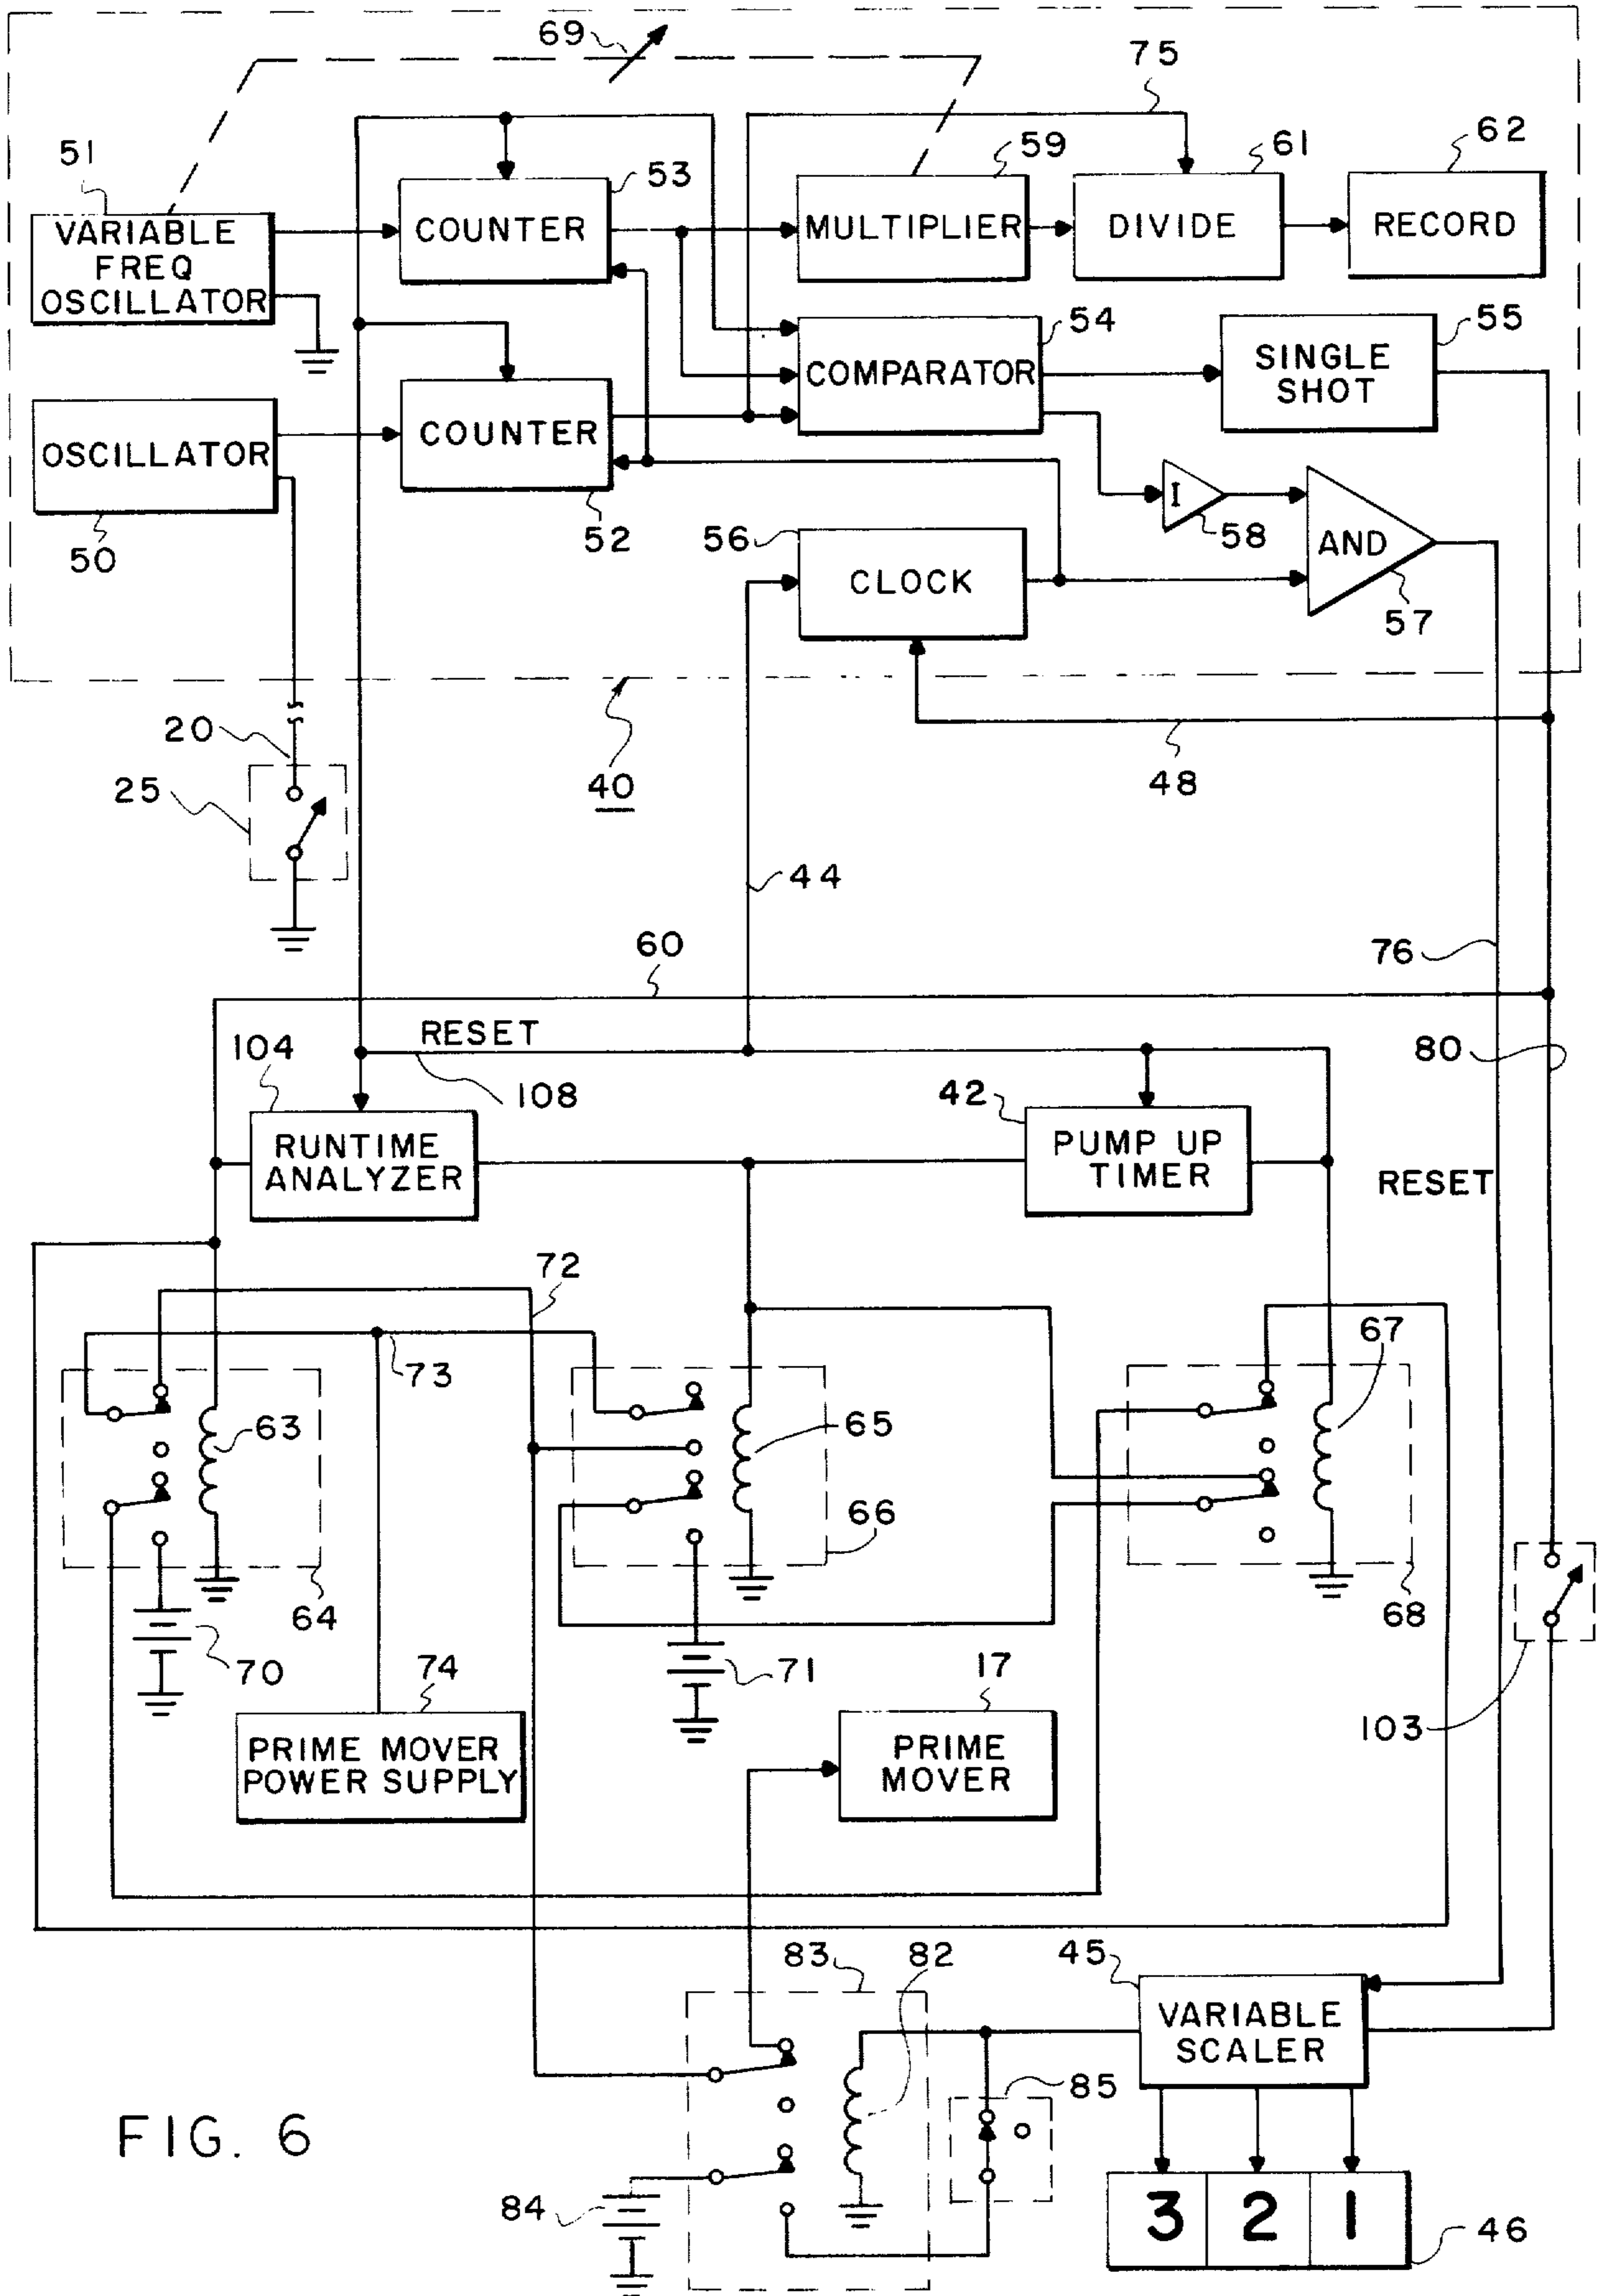 69
75
51
53
59
61
62
VARIABLE
FREQ
OSCILLATOR
COUNTER
MULTIPLIER
DIVIDE
RECORD
54
55
COMPARATOR
SINGLE
SHOT
OSCILLATOR
COUNTER
50
52
56
I
58
AND
57
CLOCK
20
25
40
48
44
60
76
RESET
104
108
42
80
RUNTIME
ANALYZER
PUMP UP
TIMER
RESET
72
73
67
63
65
66
64
68
70
74
71
17
103
PRIME MOVER
POWER SUPPLY
PRIME
MOVER
83
82
45
VARIABLE
SCALER
85
FIG. 6
84
3 2 1
46